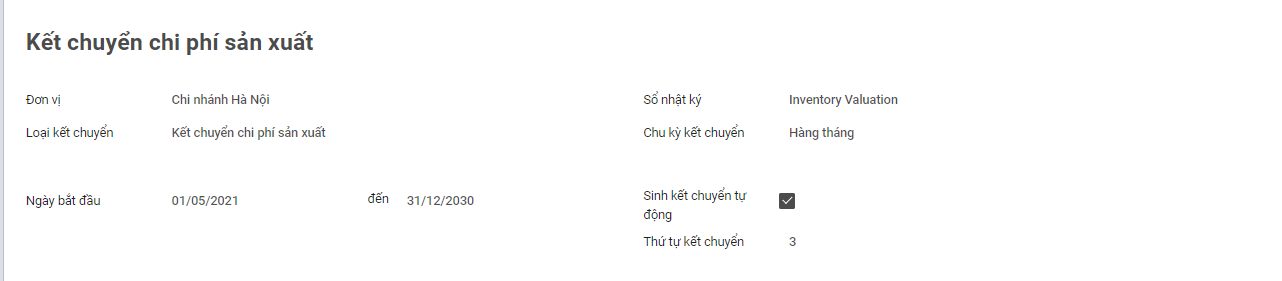 Kết chuyển chi phí sản xuất
Đơn vị Chi nhánh Hà Nội Sổ nhật ký Inventory Valuation
Loại kết chuyển Kết chuyển chi phí sản xuất Chu kỳ kết chuyển Hàng tháng
Ngày bắt đầu 01/05/2021 đến 31/12/2030 Sinh kết chuyển tự
động
Thứ tự kết chuyển 3